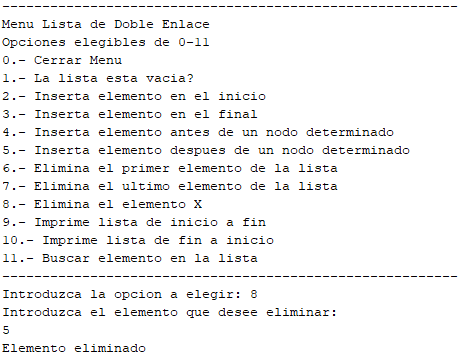 ---------------------------------------------------------
Menu Lista de Doble Enlace
Opciones elegibles de 0-11
0.- Cerrar Menu
1.- La lista esta vacia?
2.- Inserta elemento en el inicio
3.- Inserta elemento en el final
4.- Inserta elemento antes de un nodo determinado
5.- Inserta elemento despues de un nodo determinado
6.- Elimina el primer elemento de la lista
7.- Elimina el ultimo elemento de la lista
8.- Elimina el elemento X
9.- Imprime lista de inicio a fin
10.- Imprime lista de fin a inicio
11.- Buscar elemento en la lista
---------------------------------------------------------
Introduzca la opcion a elegir: 8
Introduzca el elemento que desee eliminar:
5
Elemento eliminado